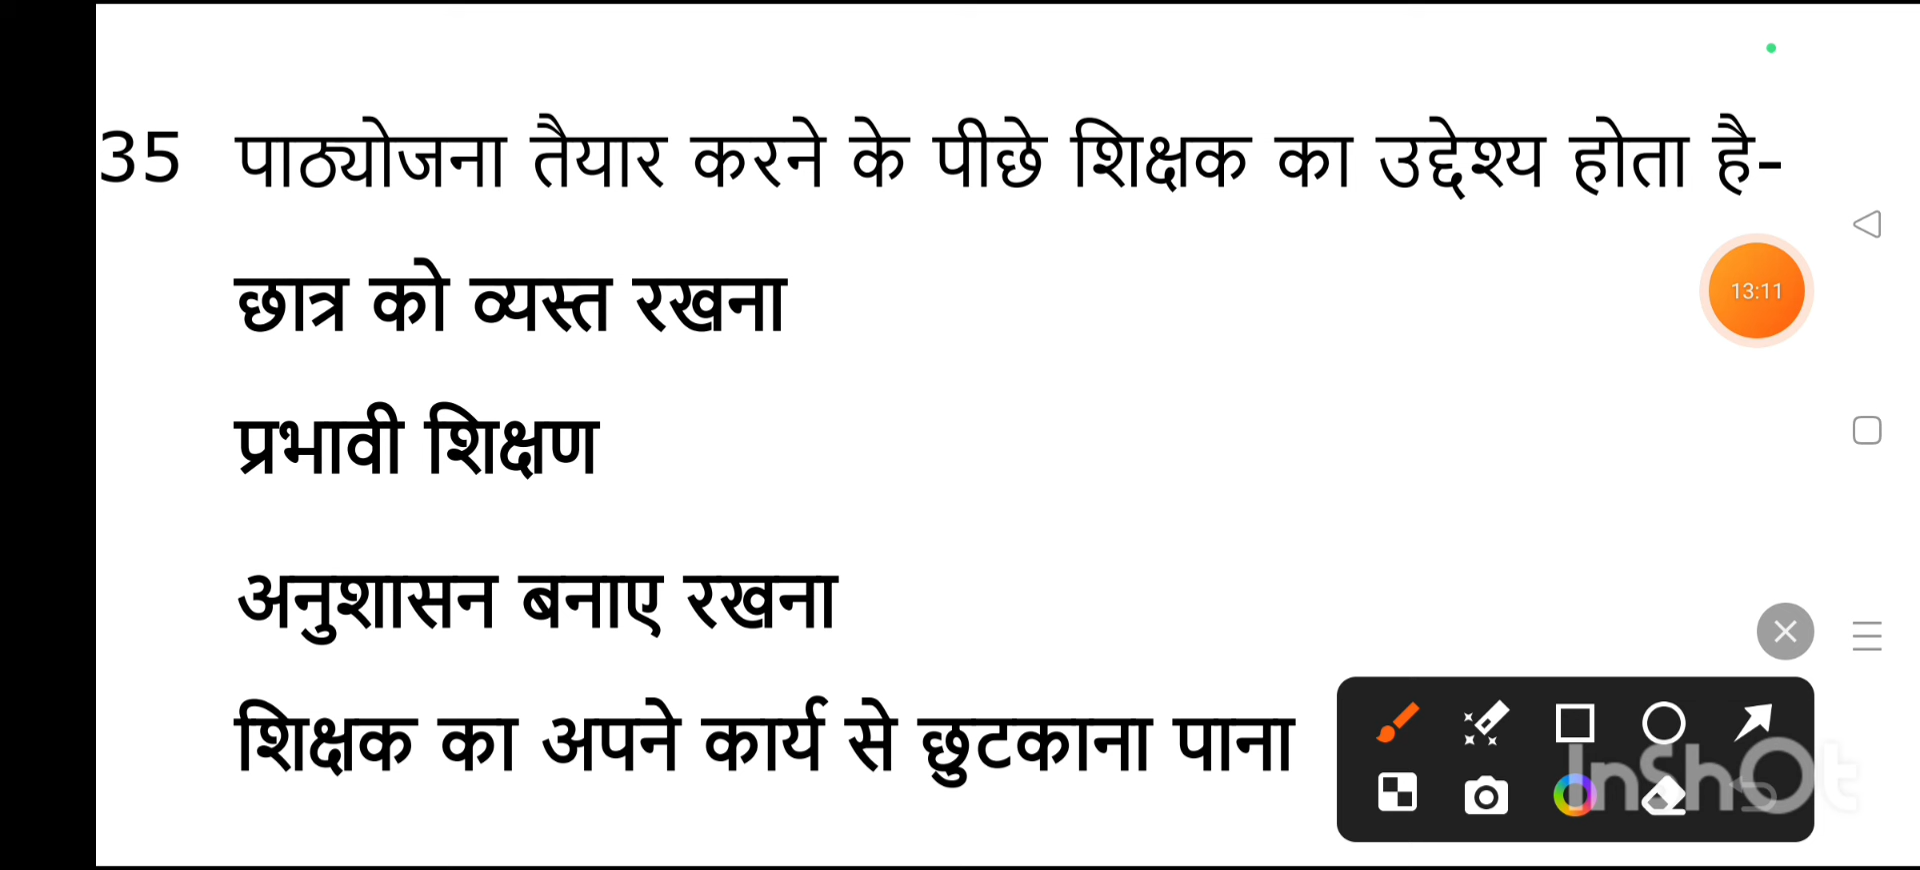 35 पाठ्योजना तैयार करने के पीछे शिक्षक का उद्देश्य होता है-
छात्र को व्यस्त रखना
13:11
प्रभावी शिक्षण
अनुशासन बनाए रखना
शिक्षक का अपने कार्य से छुटकाना पाना
InShOt